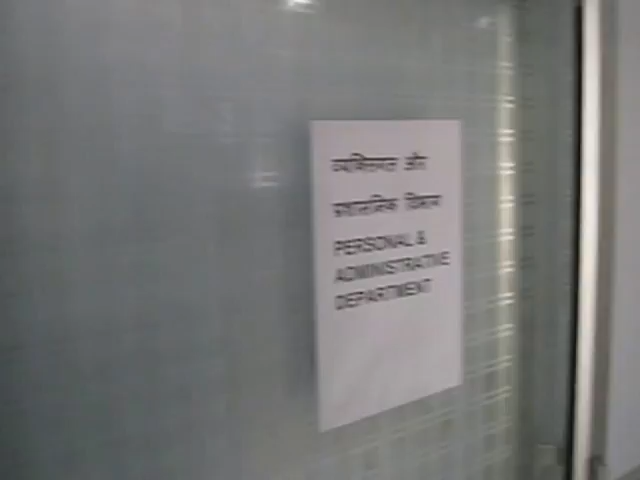 व्यक्तिगत और
प्रशासनिक विभाग
PERSONAL &
ADMINISTRATIVE
DEPARTMENT